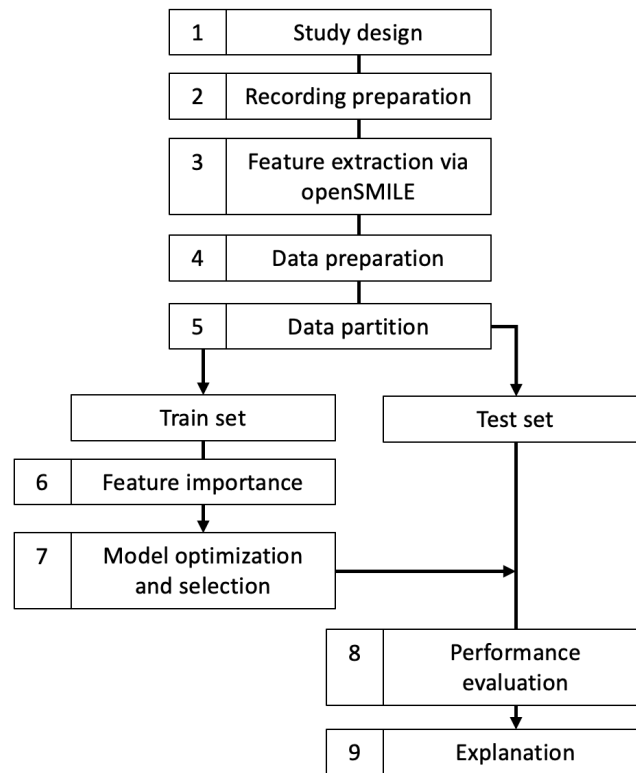 1 Study design
2 Recording preparation
3 Feature extraction via
openSMILE
4 Data preparation
5 Data partition
Train set
Test set
6 Feature importance
7 Model optimization
and selection
8 Performance
evaluation
9 Explanation